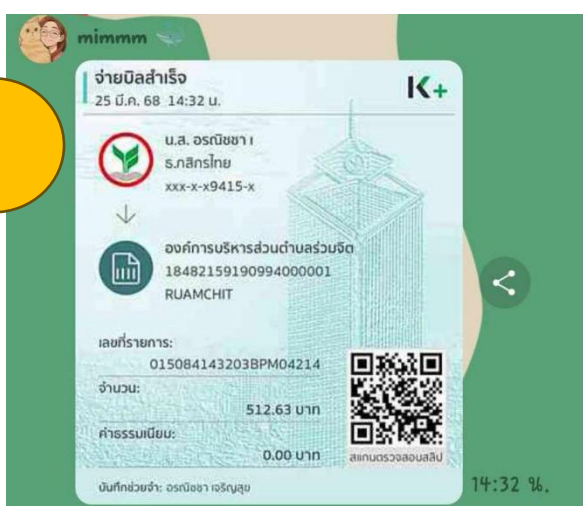 mimmm
จ่ายบิลสำเร็จ
25 มี.ค. 68 14:32 น.
K+
น.ส. อรณิชชา เ
ธ.กสิกรไทย
xxx-x-x9415-x
องค์การบริหารส่วนตำบลร่วมจิต
18482159190994000001
RUAMCHIT
เลขที่รายการ:
015084143203BPM04214
จำนวน:
512.63 บาท
ค่าธรรมเนียม:
0.00 บาท
สแกนตรวจสอบสลิป
บันทึกช่วยจำ: อรณิชชา เจริญสุข
14:32 น.